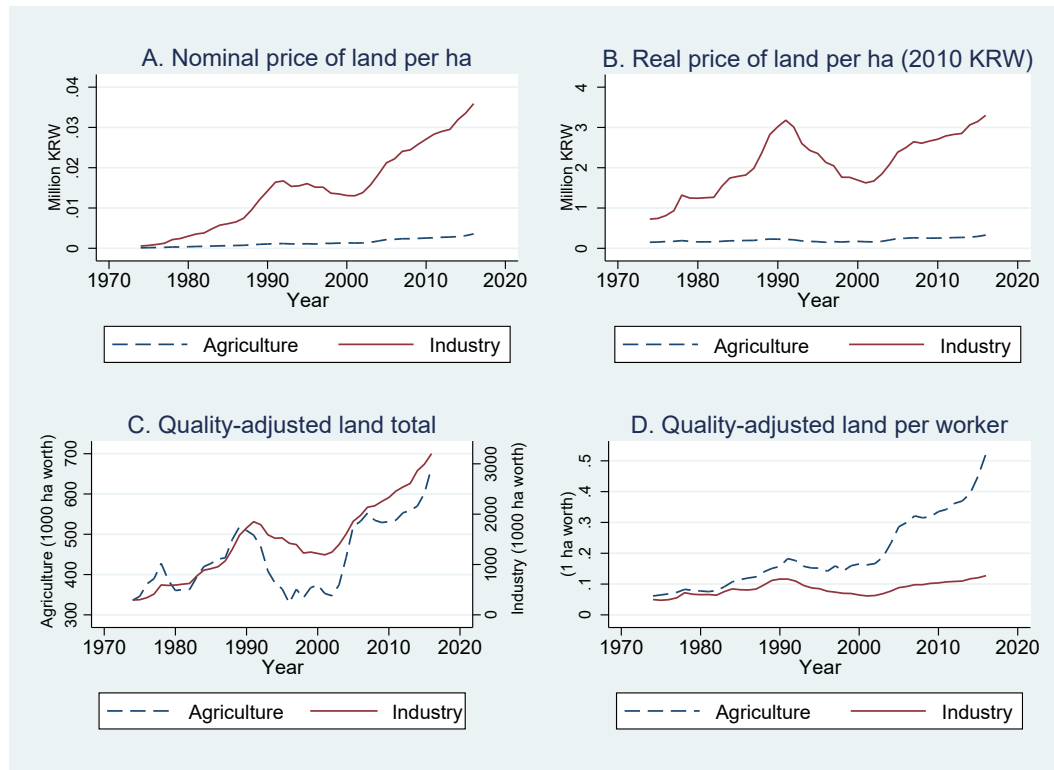 A. Nominal price of land per ha
Million KRW
0 .01 .02 .03 .04
1970 1980 1990 2000 2010 2020
Year
Agriculture Industry
B. Real price of land per ha (2010 KRW)
Million KRW
0 1 2 3 4
1970 1980 1990 2000 2010 2020
Year
Agriculture Industry
C. Quality-adjusted land total
Agriculture (1000 ha worth)
300 400 500 600 700
Industry (1000 ha worth)
0 1000 2000 3000
1970 1980 1990 2000 2010 2020
Year
Agriculture Industry
D. Quality-adjusted land per worker
(1 ha worth)
0 .1 .2 .3 .4 .5
1970 1980 1990 2000 2010 2020
Year
Agriculture Industry